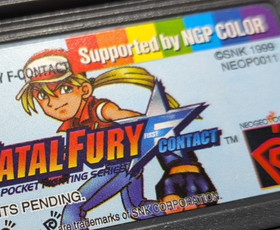 Supported by NGP COLOR
Y F-CONTACT
©SNK 1999
NEOP0011
FATAL FURY
FIRST
CONTACT
TM
POCKET FIGHTING SERIES
NEOGEO
TS PENDING.
are trademarks of SNK CORPORATION.